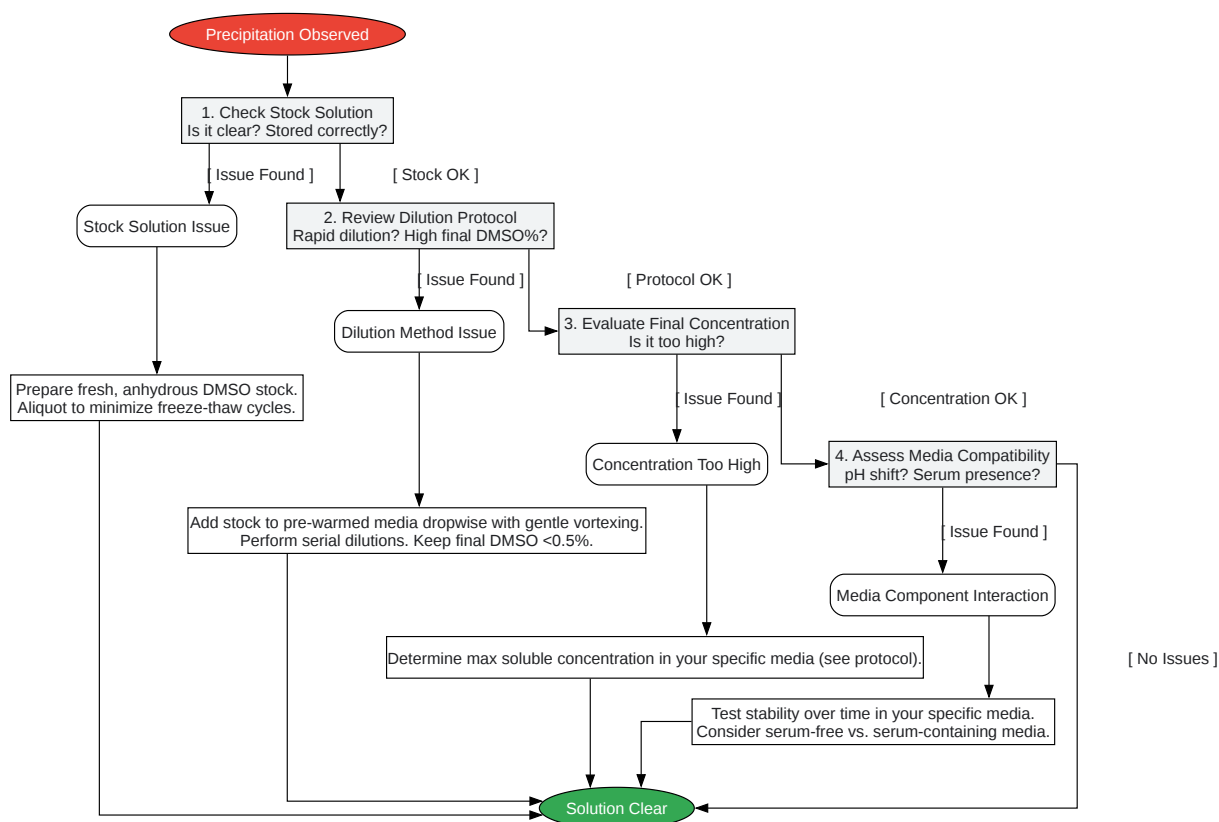 Precipitation Observed
1. Check Stock Solution
Is it clear? Stored correctly?
[ Issue Found ]
[ Stock OK ]
Stock Solution Issue
2. Review Dilution Protocol
Rapid dilution? High final DMSO%?
[ Issue Found ]
[ Protocol OK ]
Dilution Method Issue
3. Evaluate Final Concentration
Is it too high?
Prepare fresh, anhydrous DMSO stock.
Aliquot to minimize freeze-thaw cycles.
[ Issue Found ]
[ Concentration OK ]
Concentration Too High
4. Assess Media Compatibility
pH shift? Serum presence?
Add stock to pre-warmed media dropwise with gentle vortexing.
Perform serial dilutions. Keep final DMSO <0.5%.
[ Issue Found ]
Media Component Interaction
Determine max soluble concentration in your specific media (see protocol).
[ No Issues ]
Test stability over time in your specific media.
Consider serum-free vs. serum-containing media.
Solution Clear